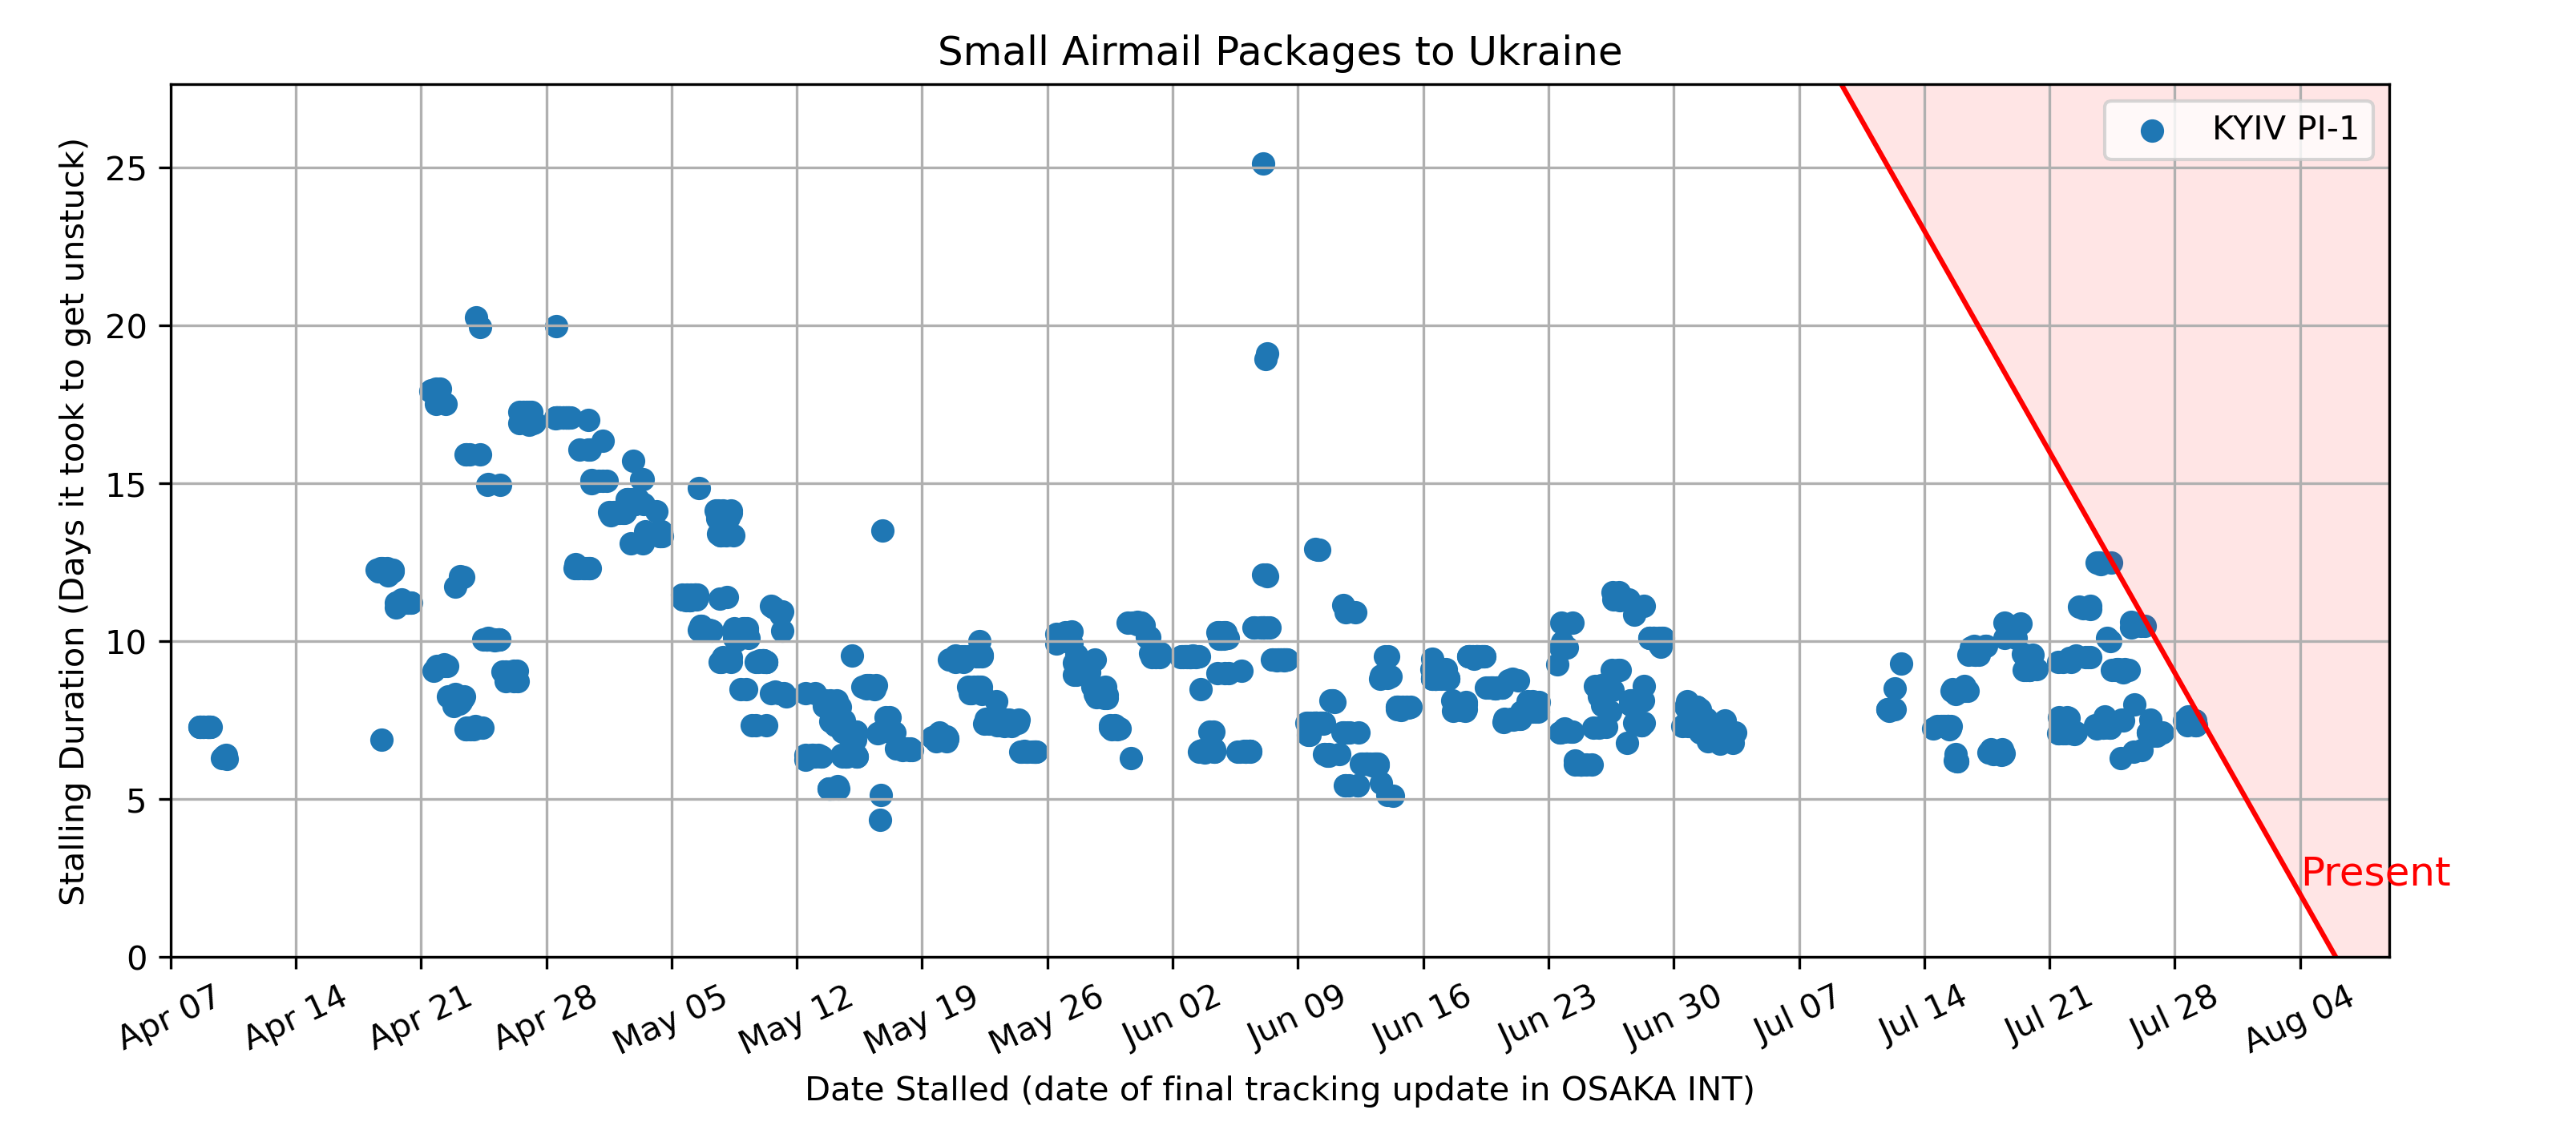 Small Airmail Packages to Ukraine
KYIV PI-1
Stalling Duration (Days it took to get unstuck)
25
20
15
10
5
0
Present
Apr 07
Apr 14
Apr 21
Apr 28
May 05
May 12
May 19
May 26
Jun 02
Jun 09
Jun 16
Jun 23
Jun 30
Jul 07
Jul 14
Jul 21
Jul 28
Aug 04
Date Stalled (date of final tracking update in OSAKA INT)